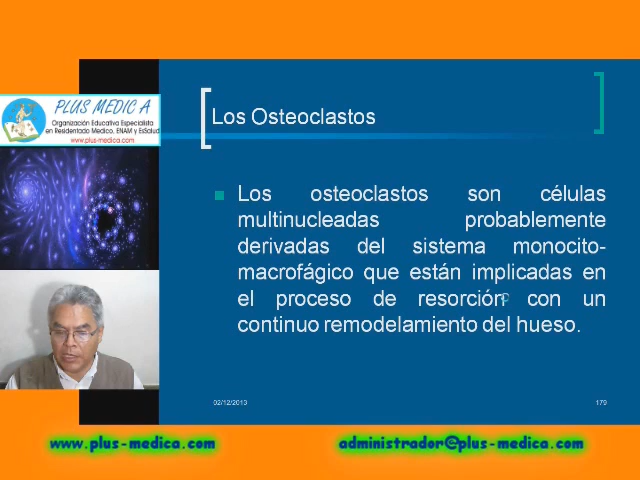 PLUS MEDIC A
Organización Educativa Especialista
en Residentado Medico, ENAM y EsSalud
www.plus-medica.com
Los Osteoclastos
Los osteoclastos son células
multinucleadas probablemente
derivadas del sistema monocito-
macrofágico que están implicadas en
el proceso de resorción con un
continuo remodelamiento del hueso.
02/12/2013
179
www.plus-medica.com
administrador@plus-medica.com